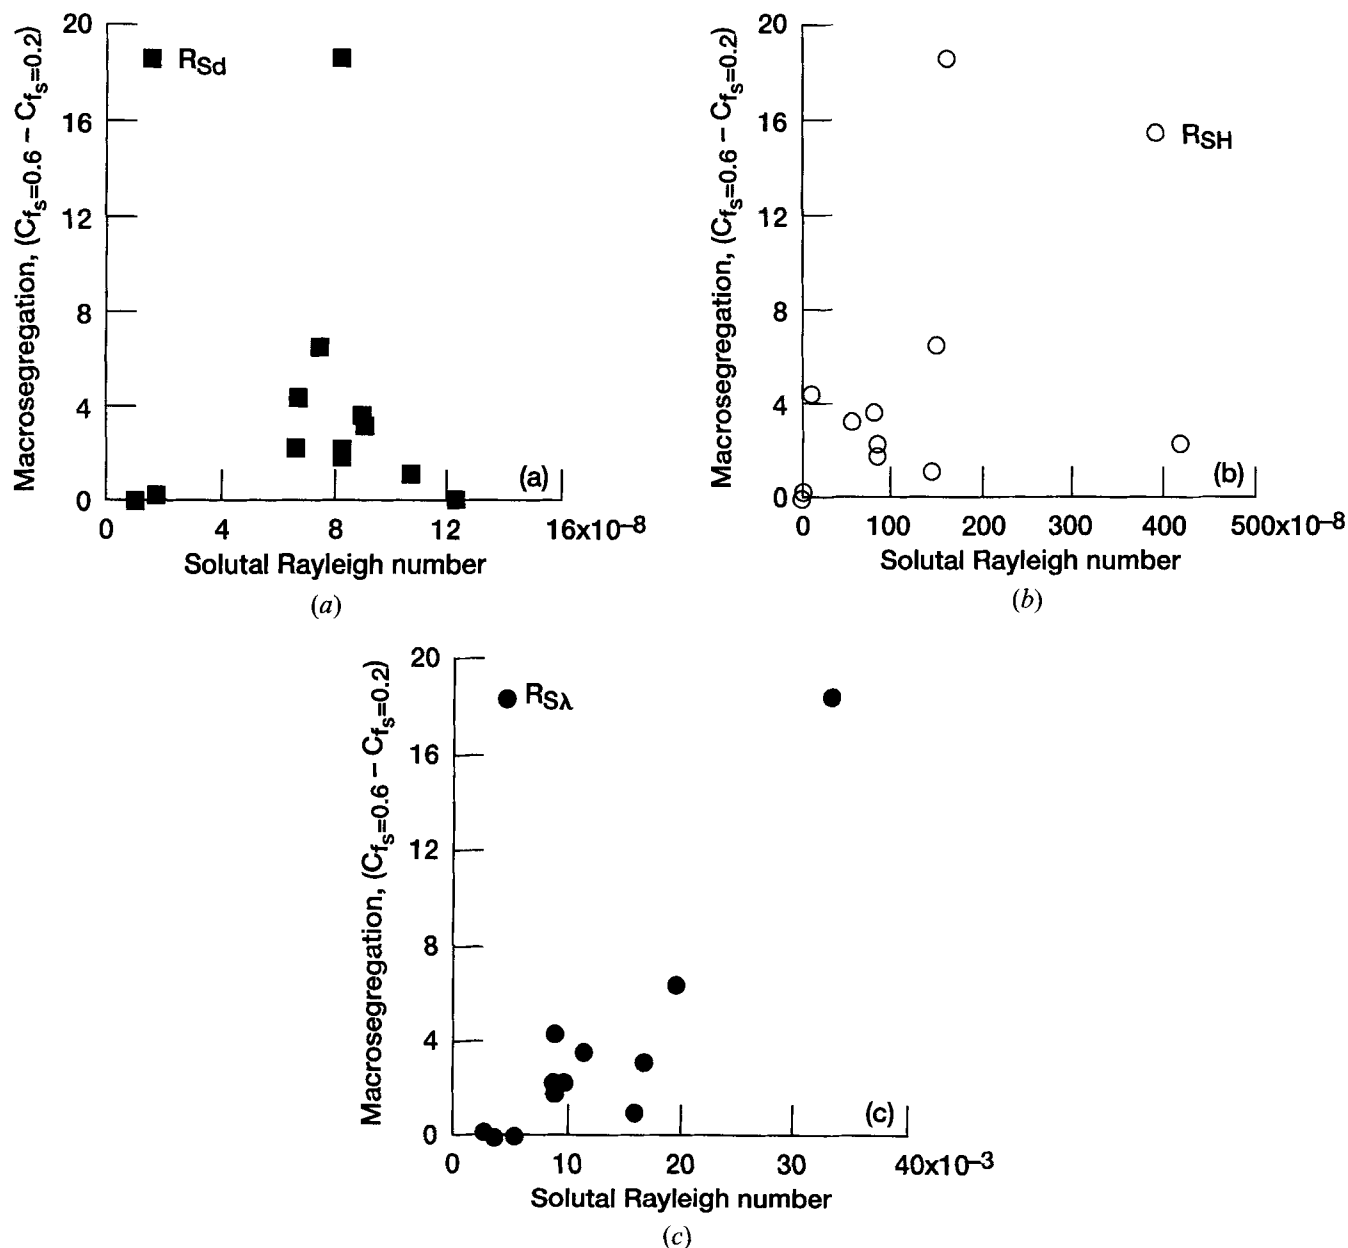 Macrosegregation, (C_{f_s=0.6} – C_{f_s=0.2})
20
16
12
8
4
0
R_{Sd}
(a)
0 4 8 12 16x10^{–8}
Solutal Rayleigh number
(a)
Macrosegregation, (C_{f_s=0.6} – C_{f_s=0.2})
20
16
12
8
4
0
R_{SH}
(b)
0 100 200 300 400 500x10^{–8}
Solutal Rayleigh number
(b)
Macrosegregation, (C_{f_s=0.6} – C_{f_s=0.2})
20
16
12
8
4
0
R_{Sλ}
(c)
0 10 20 30 40x10^{–3}
Solutal Rayleigh number
(c)